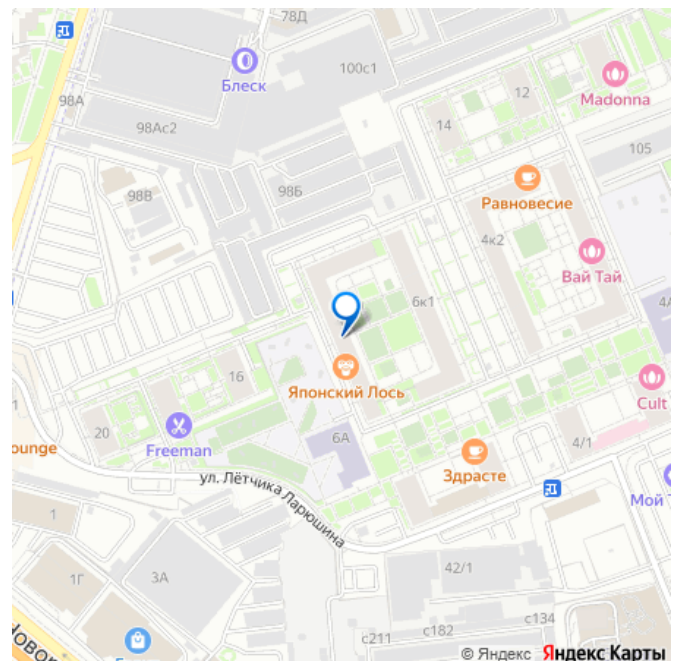 78Д
Блеск
100с1
98А
98Ас2
12
Madonna
14
105
98В
98Б
Равновесие
4к2
Вай Тай
6к1
4А
16
Японский Лось
Cult
20
Freeman
6А
4/1
1
ounge
Здрасте
ул. Лётчика Ларюшина
Мой
1
42/1
1Г
3А
с134
с182
с211
© Яндекс Яндекс Карты